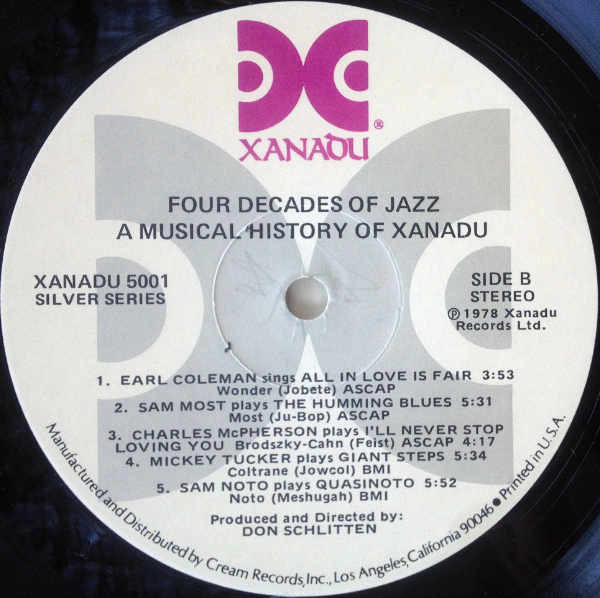 XANADU®
FOUR DECADES OF JAZZ
A MUSICAL HISTORY OF XANADU
XANADU 5001
SILVER SERIES
SIDE B
STEREO
℗ 1978 Xanadu
Records Ltd.
1. EARL COLEMAN sings ALL IN LOVE IS FAIR 3:53
Wonder (Jobete) ASCAP
2. SAM MOST plays THE HUMMING BLUES 5:31
Most (Ju-Bop) ASCAP
3. CHARLES McPHERSON plays I'LL NEVER STOP
LOVING YOU Brodszky-Cahn (Feist) ASCAP 4:17
4. MICKEY TUCKER plays GIANT STEPS 5:34
Coltrane (Jowcol) BMI
5. SAM NOTO plays QUASINOTO 5:52
Noto (Meshugah) BMI
Produced and Directed by:
DON SCHLITTEN
Manufactured and Distributed by Cream Records, Inc., Los Angeles, California 90046 ● Printed in U.S.A.